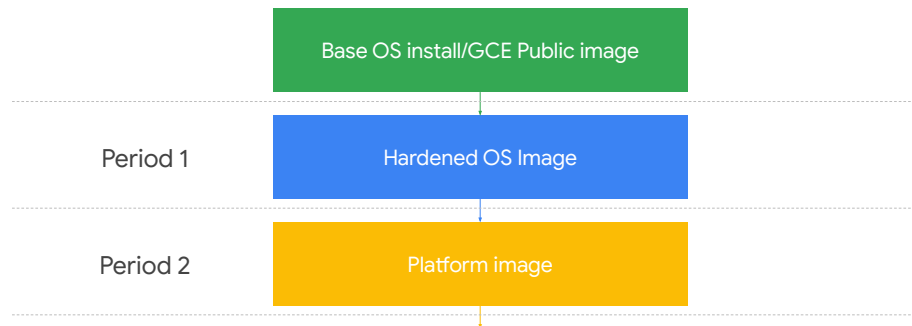 Base OS install/GCE Public image
Period 1
Hardened OS Image
Period 2
Platform image